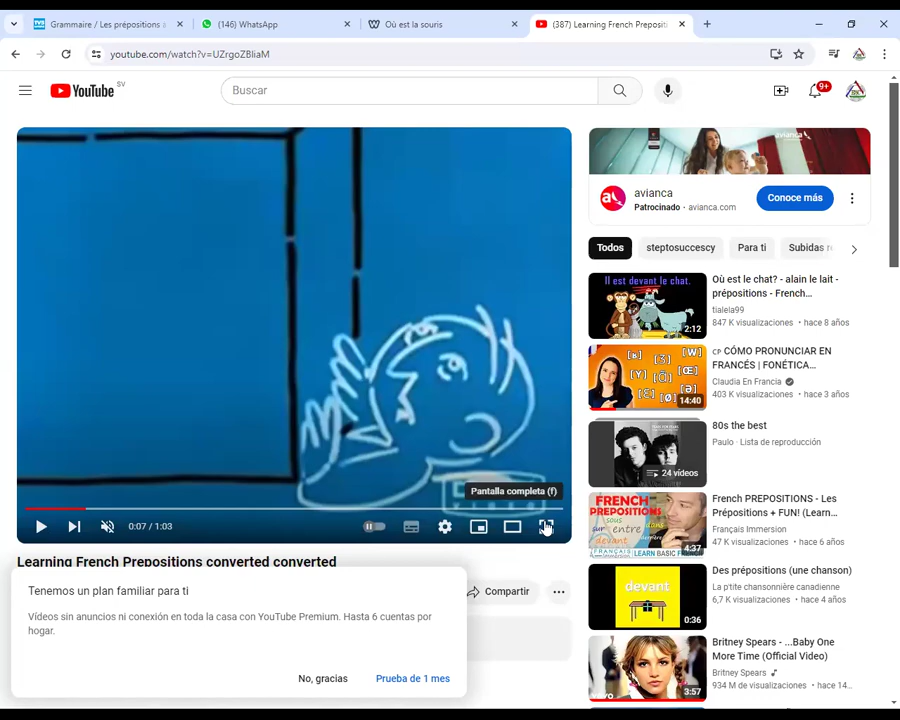 Grammaire / Les prépositions a
(146) WhatsApp
Où est la souris
(387) Learning French Preposit
youtube.com/watch?v=UZrgoZBliaM
YouTube
SV
Buscar
9+
avianca
avianca
Patrocinado · avianca.com
Conoce más
Todos
steptosuccescy
Para ti
Subidas r
Il est devant le chat.
2:12
Où est le chat? - alain le lait -
prépositions - French...
tialela99
847 K visualizaciones · hace 8 años
14:40
CP CÓMO PRONUNCIAR EN
FRANCÉS | FONÉTICA...
Claudia En Francia
403 K visualizaciones · hace 3 años
24 vídeos
80s the best
Paulo · Lista de reproducción
FRENCH
PREPOSITIONS
sous sur entre dans
FRANÇAIS
LEARN BASIC
4:37
French PREPOSITIONS - Les
Prépositions + FUN! (Learn...
Français Immersion
47 K visualizaciones · hace 6 años
devant
0:36
Des prépositions (une chanson)
La p'tite chansonnière canadienne
6,7 K visualizaciones · hace 4 años
vevo
3:57
Britney Spears - ...Baby One
More Time (Official Video)
Britney Spears
934 M de visualizaciones · hace 14...
Pantalla completa (f)
0:07 / 1:03
Learning French Prepositions converted converted
Compartir
Tenemos un plan familiar para ti
Vídeos sin anuncios ni conexión en toda la casa con YouTube Premium. Hasta 6 cuentas por
hogar.
No, gracias
Prueba de 1 mes